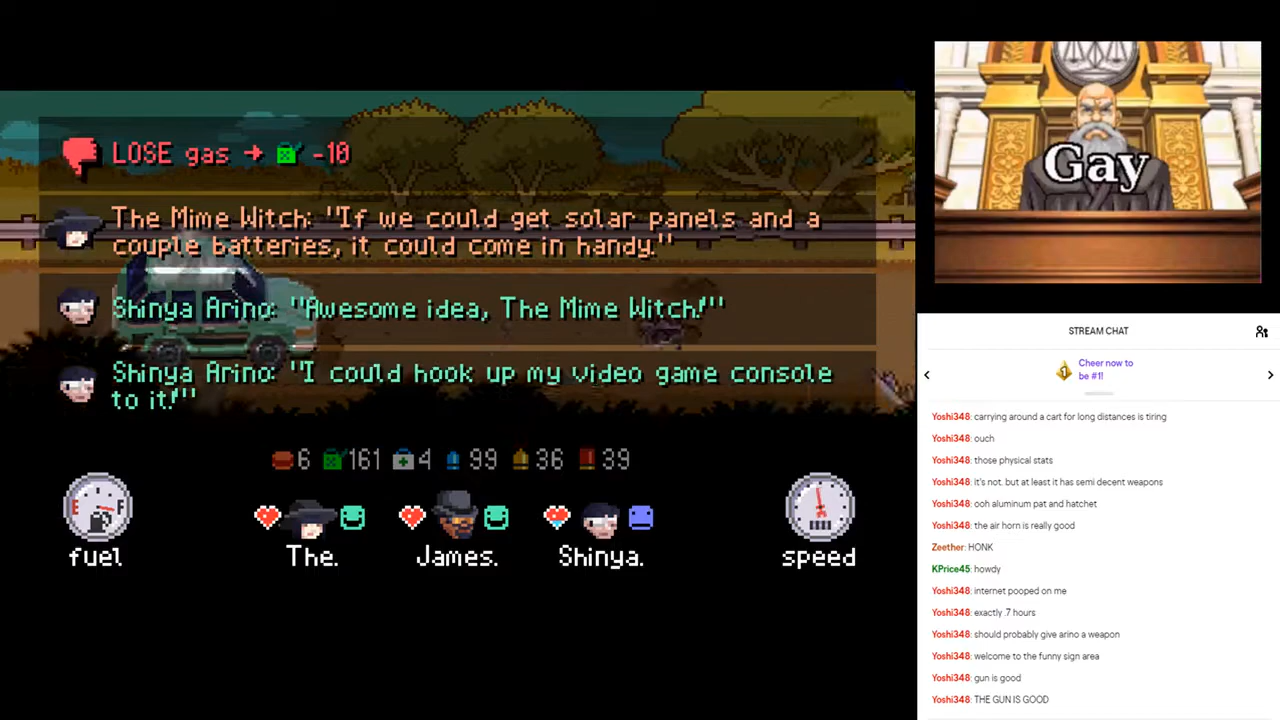 LOSE gas → -10
The Mime Witch: "If we could get solar panels and a
couple batteries, it could come in handy."
Shinya Arino: "Awesome idea, The Mime Witch!"
Shinya Arino: "I could hook up my video game console
to it!"
6 161 4 99 36 39
E F
fuel
The.
James.
Shinya.
speed
Gay
STREAM CHAT
1
Cheer now to
be #1!
Yoshi348: carrying around a cart for long distances is tiring
Yoshi348: ouch
Yoshi348: those physical stats
Yoshi348: it's not. but at least it has semi decent weapons
Yoshi348: ooh aluminum pat and hatchet
Yoshi348: the air horn is really good
Zeether: HONK
KPrice45: howdy
Yoshi348: internet pooped on me
Yoshi348: exactly .7 hours
Yoshi348: should probably give arino a weapon
Yoshi348: welcome to the funny sign area
Yoshi348: gun is good
Yoshi348: THE GUN IS GOOD